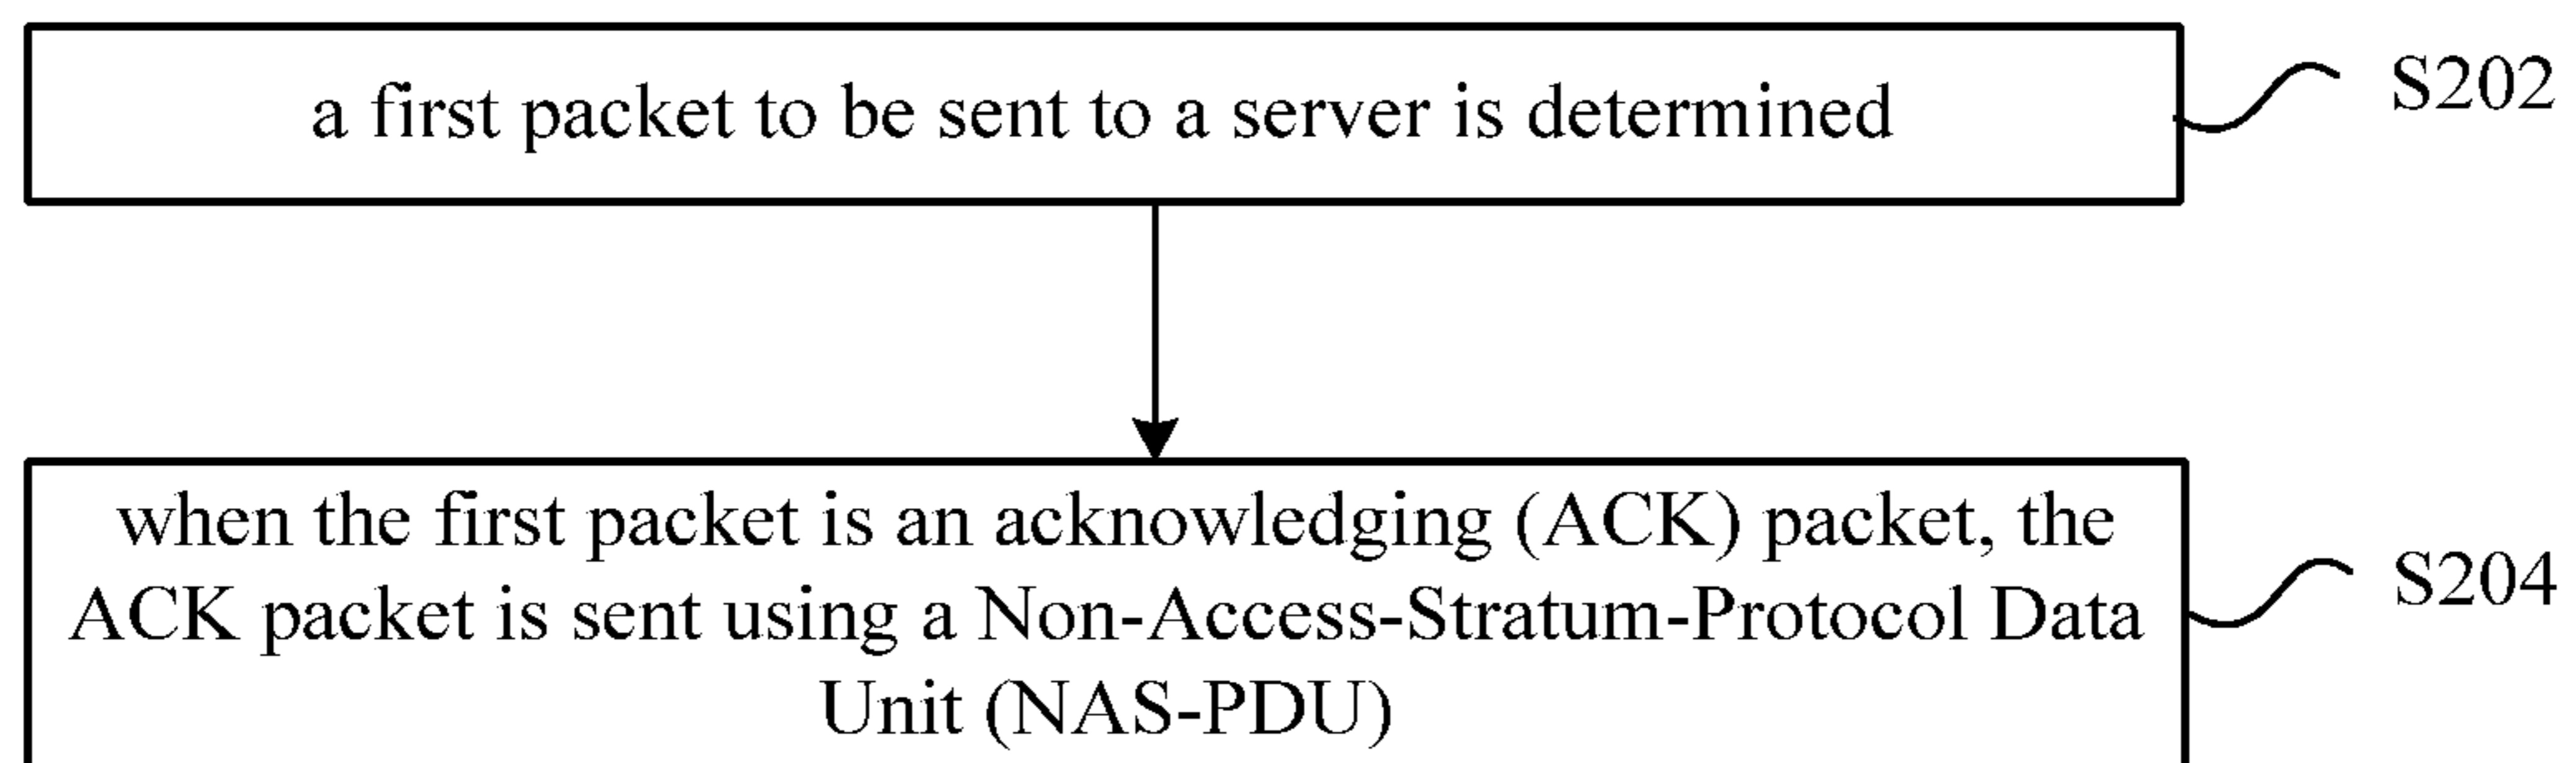 a first packet to be sent to a server is determined
S202
when the first packet is an acknowledging (ACK) packet, the
ACK packet is sent using a Non-Access-Stratum-Protocol Data
Unit (NAS-PDU)
S204